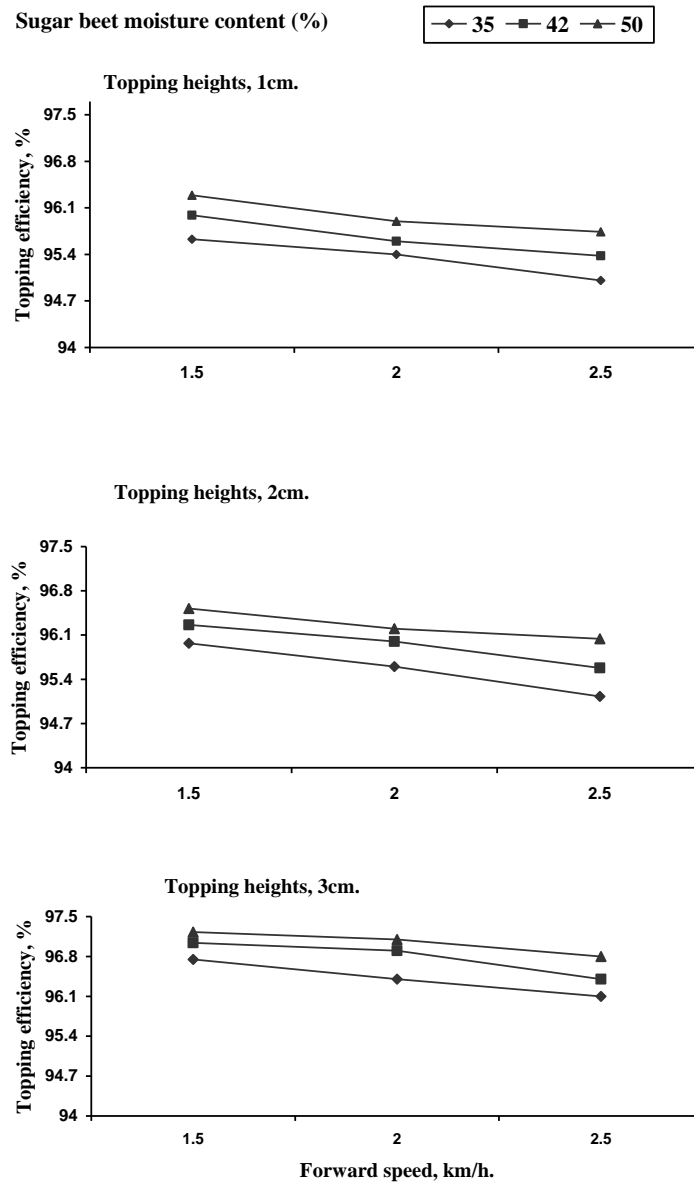 Sugar beet moisture content (%)
35 42 50
Topping heights, 1cm.
Topping efficiency, %
97.5
96.8
96.1
95.4
94.7
94
1.5 2 2.5
Topping heights, 2cm.
Topping efficiency, %
97.5
96.8
96.1
95.4
94.7
94
1.5 2 2.5
Topping heights, 3cm.
Topping efficiency, %
97.5
96.8
96.1
95.4
94.7
94
1.5 2 2.5
Forward speed, km/h.